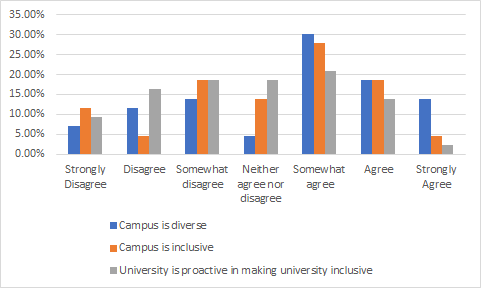 35.00%
30.00%
25.00%
20.00%
15.00%
10.00%
5.00%
0.00%
Strongly
Disagree
Disagree
Somewhat
disagree
Neither
agree nor
disagree
Somewhat
agree
Agree
Strongly
Agree
Campus is diverse
Campus is inclusive
University is proactive in making university inclusive